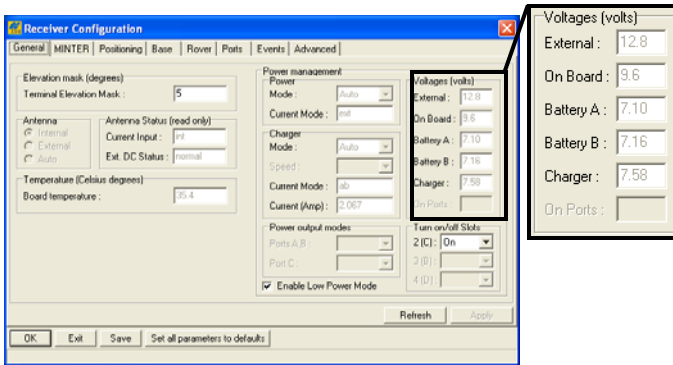 Receiver Configuration
General MINTER Positioning Base Rover Ports Events Advanced
Elevation mask (degrees)
Terminal Elevation Mask : 5
Antenna
Internal
External
Auto
Antenna Status (read only)
Current Input : int
Ext. DC Status : normal
Temperature (Celsius degrees)
Board temperature : 35.4
Power management
Power
Mode : Auto
Current Mode : ext
Charger
Mode : Auto
Speed :
Current Mode : ab
Current (Amp) : 2.067
Power output modes
Ports A,B :
Port C :
Enable Low Power Mode
Voltages (volts)
External : 12.8
On Board : 9.6
Battery A : 7.10
Battery B : 7.16
Charger : 7.58
On Ports :
Turn on/off Slots
2 (C) : On
3 (B) :
4 (D) :
Refresh Apply
OK Exit Save Set all parameters to defaults
Voltages (volts)
External : 12.8
On Board : 9.6
Battery A : 7.10
Battery B : 7.16
Charger : 7.58
On Ports :